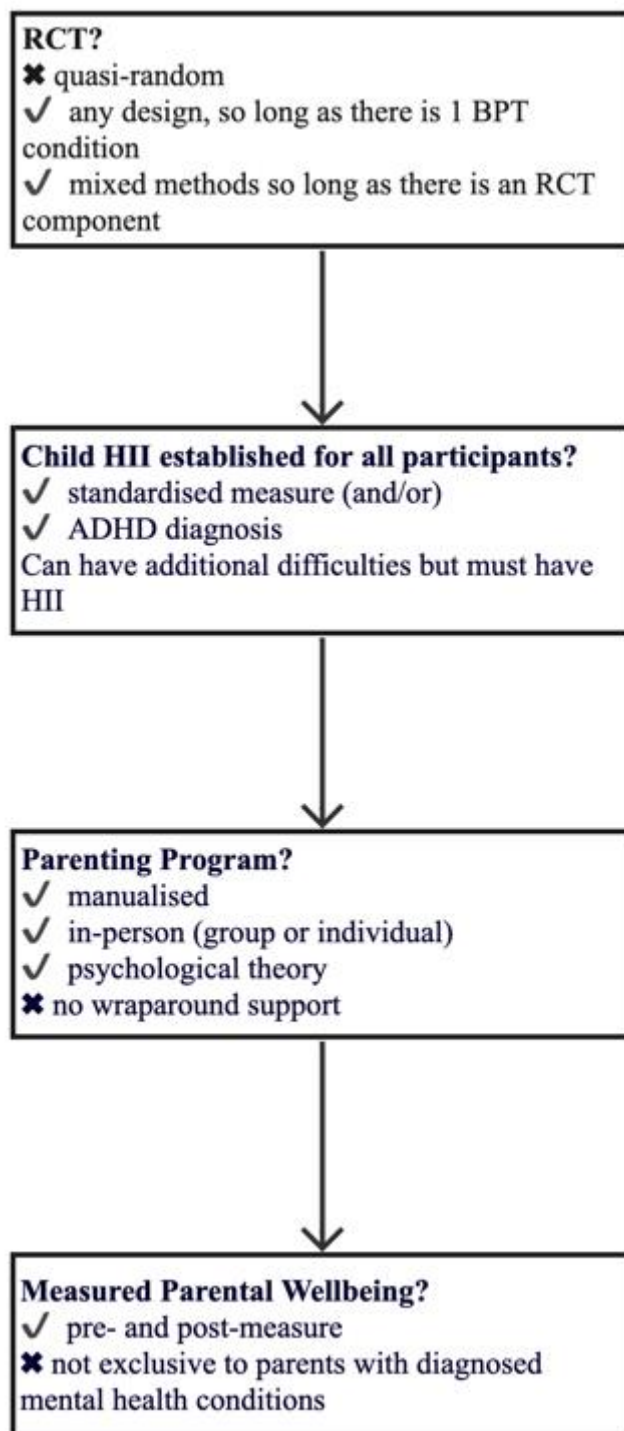 RCT?
✖ quasi-random
✓ any design, so long as there is 1 BPT
condition
✓ mixed methods so long as there is an RCT
component
Child HII established for all participants?
✓ standardised measure (and/or)
✓ ADHD diagnosis
Can have additional difficulties but must have
HII
Parenting Program?
✓ manualised
✓ in-person (group or individual)
✓ psychological theory
✖ no wraparound support
Measured Parental Wellbeing?
✓ pre- and post-measure
✖ not exclusive to parents with diagnosed
mental health conditions